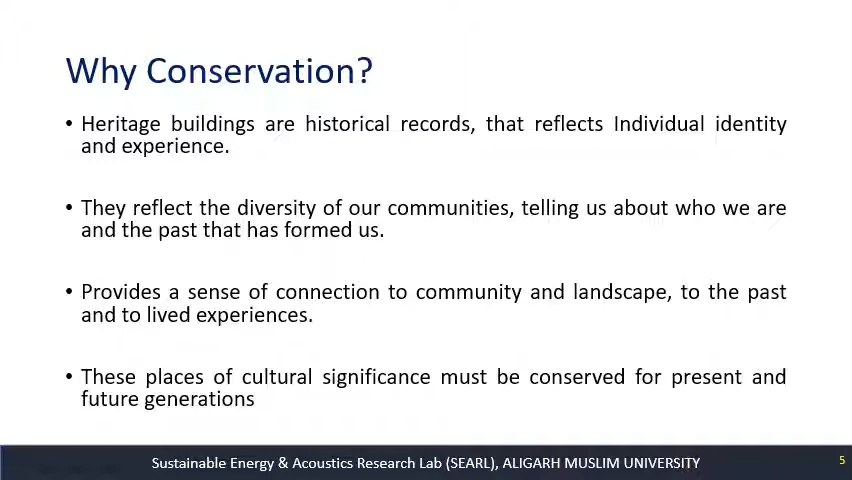 Why Conservation?
• Heritage buildings are historical records, that reflects Individual identity
and experience.
• They reflect the diversity of our communities, telling us about who we are
and the past that has formed us.
• Provides a sense of connection to community and landscape, to the past
and to lived experiences.
• These places of cultural significance must be conserved for present and
future generations
Sustainable Energy & Acoustics Research Lab (SEARL), ALIGARH MUSLIM UNIVERSITY
5